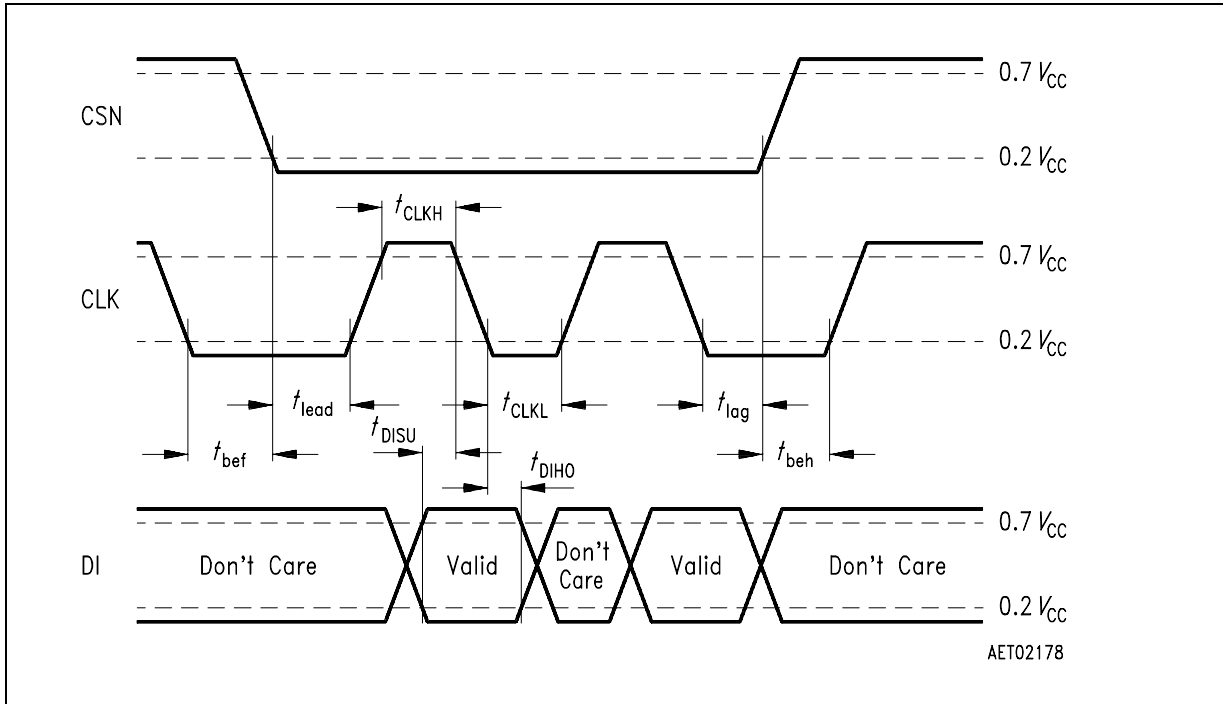 0.7 VCC
CSN
0.2 VCC
tCLKH
0.7 VCC
CLK
0.2 VCC
tlead
tCLKL
tlag
tDISU
tbef
tDIHO
tbeh
0.7 VCC
DI
Don't Care
Valid
Don't
Care
Valid
Don't Care
0.2 VCC
AET02178